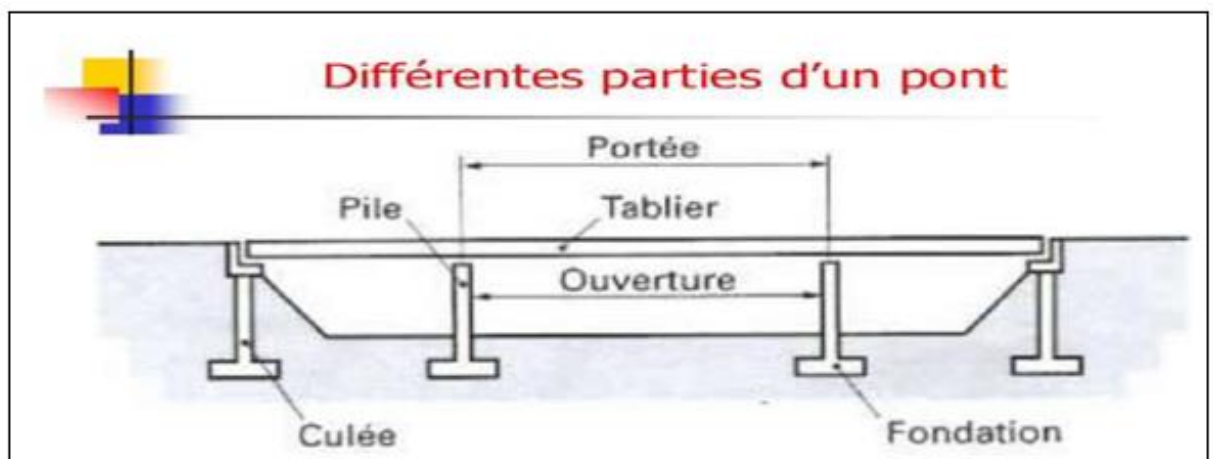 Différentes parties d'un pont
Portée
Pile
Tablier
Ouverture
Culée
Fondation